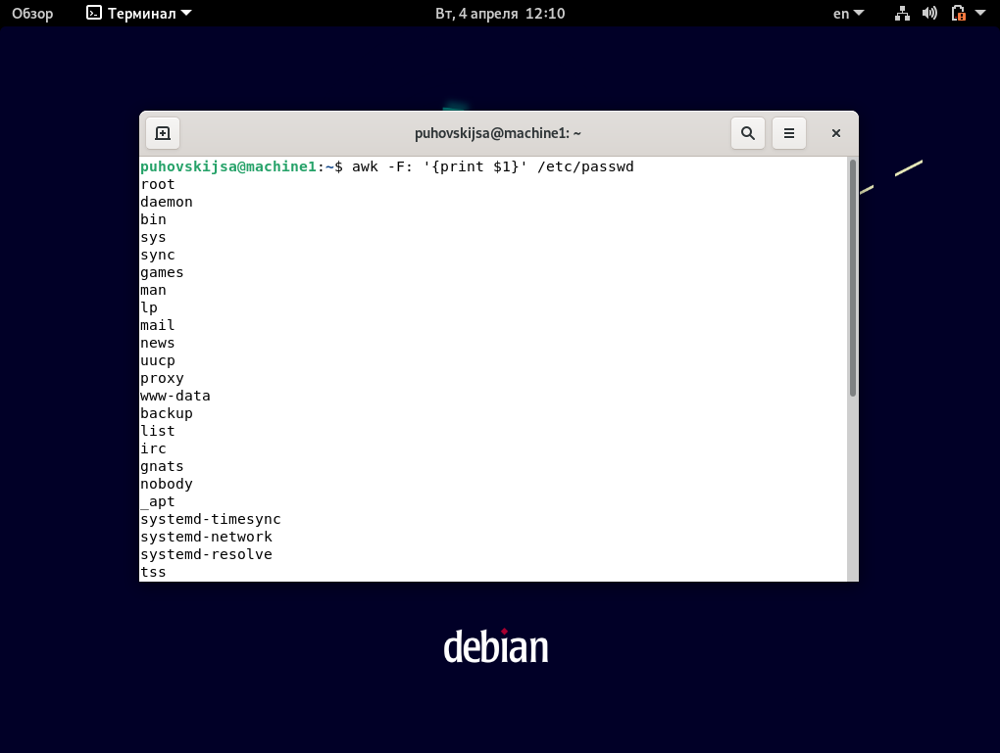 Обзор Терминал Вт, 4 апреля 12:10 en
puhovskijsa@machine1: ~
puhovskijsa@machine1:~$ awk -F: '{print $1}' /etc/passwd
root
daemon
bin
sys
sync
games
man
lp
mail
news
uucp
proxy
www-data
backup
list
irc
gnats
nobody
_apt
systemd-timesync
systemd-network
systemd-resolve
tss
debian